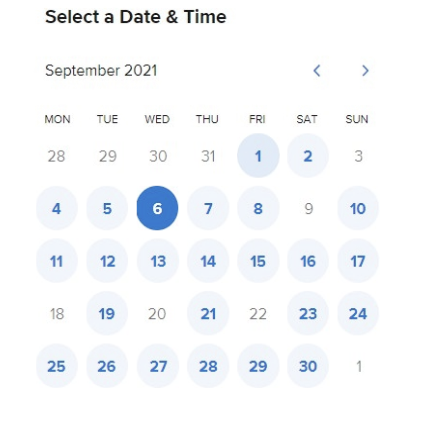 Select a Date & Time
September 2021
MON TUE WED THU FRI SAT SUN
28 29 30 31 1 2 3
4 5 6 7 8 9 10
11 12 13 14 15 16 17
18 19 20 21 22 23 24
25 26 27 28 29 30 1